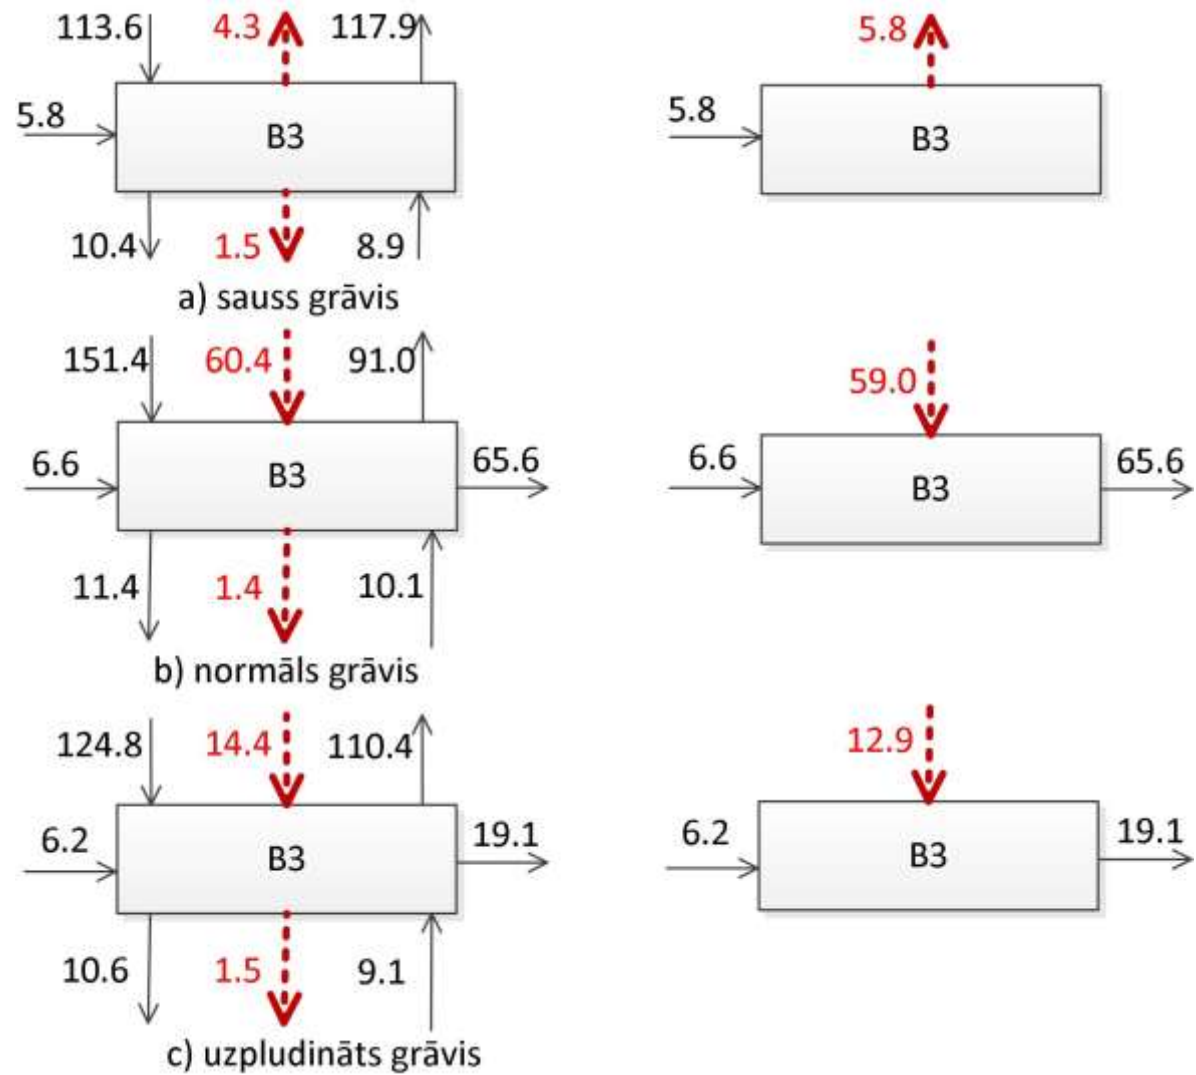 113.6 4.3 117.9 5.8
5.8 B3 5.8 B3
10.4 1.5 8.9
a) sauss grāvis
151.4 60.4 91.0 59.0
6.6 B3 65.6 6.6 B3 65.6
11.4 1.4 10.1
b) normāls grāvis
124.8 14.4 110.4 12.9
6.2 B3 19.1 6.2 B3 19.1
10.6 1.5 9.1
c) uzpludināts grāvis